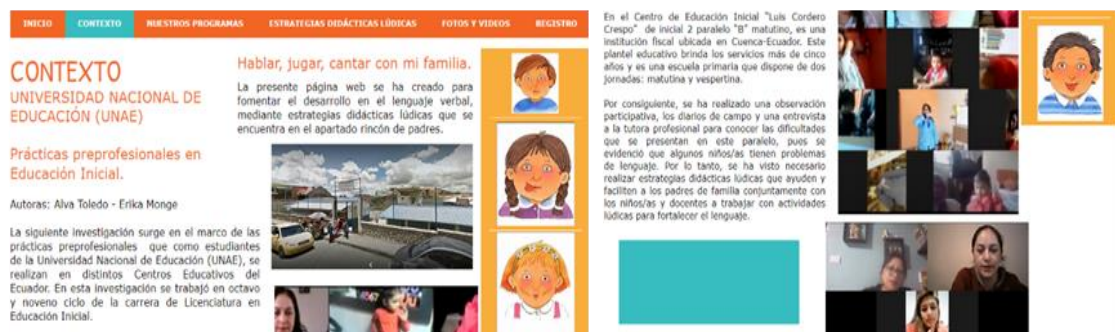 INICIO CONTEXTO NUESTROS PROGRAMAS ESTRATEGIAS DIDÁCTICAS LÚDICAS FOTOS Y VIDEOS REGISTRO
CONTEXTO
UNIVERSIDAD NACIONAL DE
EDUCACIÓN (UNAE)
Prácticas preprofesionales en
Educación Inicial.
Autoras: Alva Toledo - Erika Monge
La siguiente investigación surge en el marco de las
prácticas preprofesionales que como estudiantes
de la Universidad Nacional de Educación (UNAE), se
realizan en distintos Centros Educativos del
Ecuador. En esta investigación se trabajó en octavo
y noveno ciclo de la carrera de Licenciatura en
Educación Inicial.
Hablar, jugar, cantar con mi familia.
La presente página web se ha creado para
fomentar el desarrollo en el lenguaje verbal,
mediante estrategias didácticas lúdicas que se
encuentra en el apartado rincón de padres.
En el Centro de Educación Inicial "Luis Cordero
Crespo" de inicial 2 paralelo "B" matutino, es una
institución fiscal ubicada en Cuenca-Ecuador. Este
plantel educativo brinda los servicios más de cinco
años y es una escuela primaria que dispone de dos
jornadas: matutina y vespertina.
Por consiguiente, se ha realizado una observación
participativa, los diarios de campo y una entrevista
a la tutora profesional para conocer las dificultades
que se presentan en este paralelo, pues se
evidenció que algunos niños/as tienen problemas
de lenguaje. Por lo tanto, se ha visto necesario
realizar estrategias didácticas lúdicas que ayuden y
faciliten a los padres de familia conjuntamente con
los niños/as y docentes a trabajar con actividades
lúdicas para fortalecer el lenguaje.